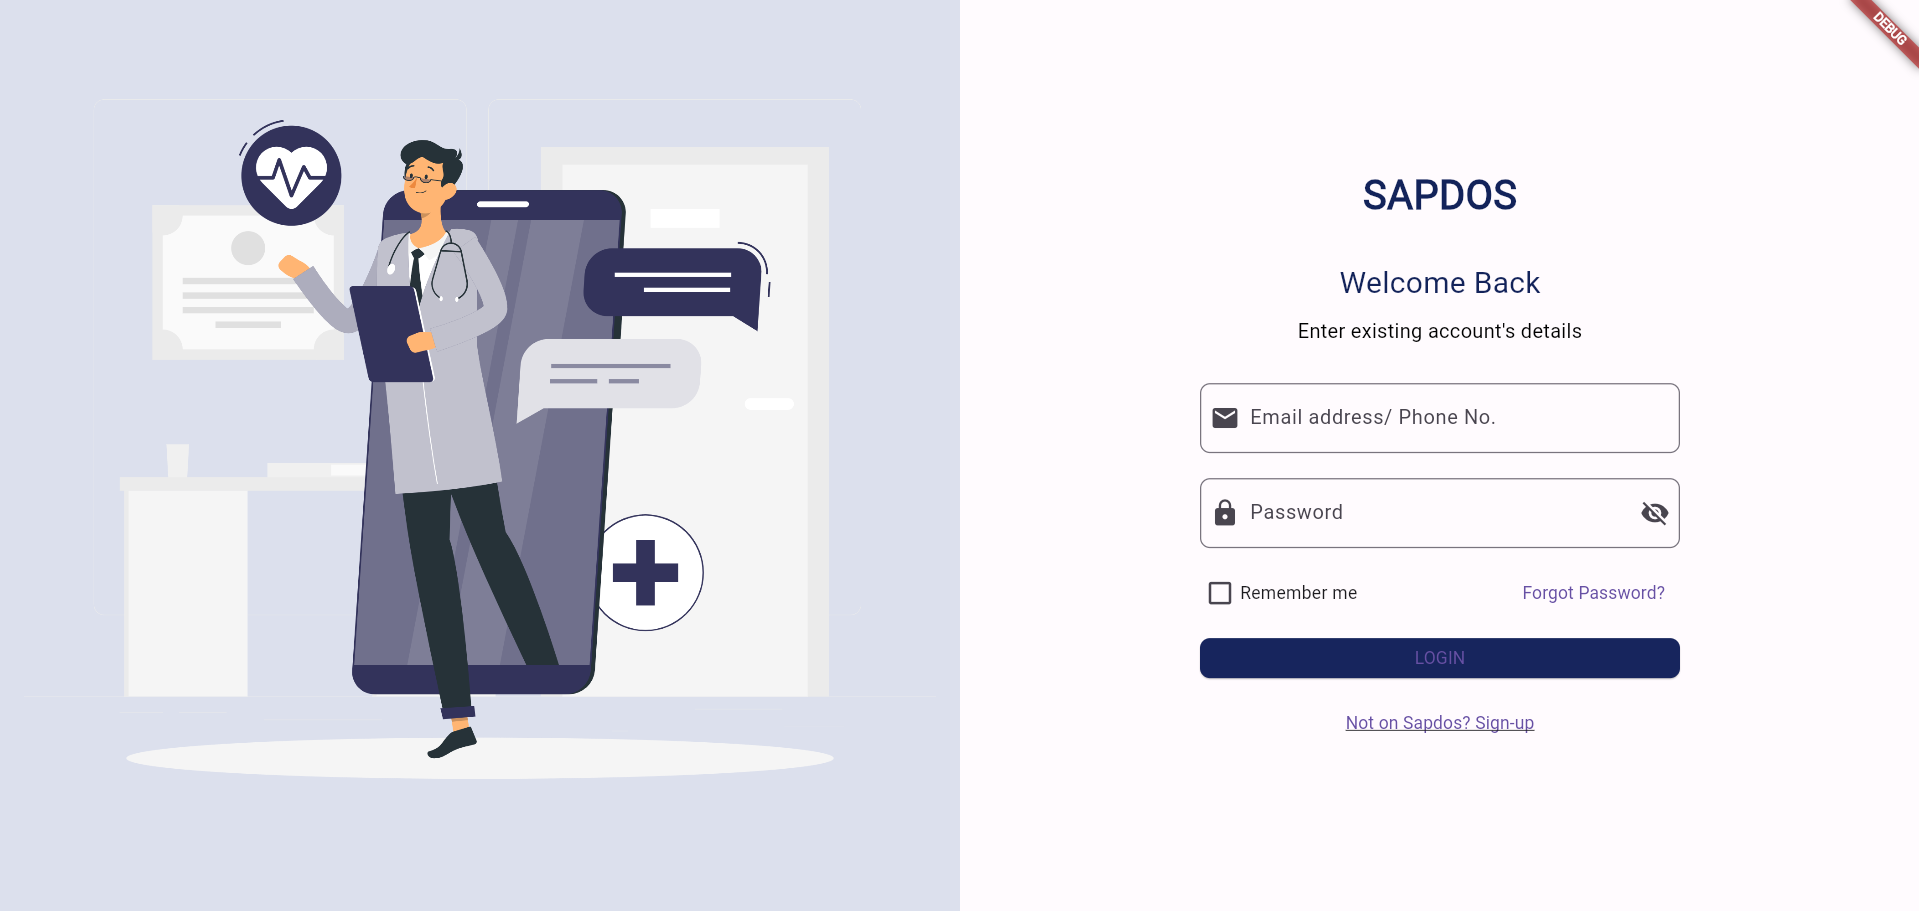 DEBUG
SAPDOS
Welcome Back
Enter existing account's details
Email address/ Phone No.
Password
Remember me
Forgot Password?
LOGIN
Not on Sapdos? Sign-up